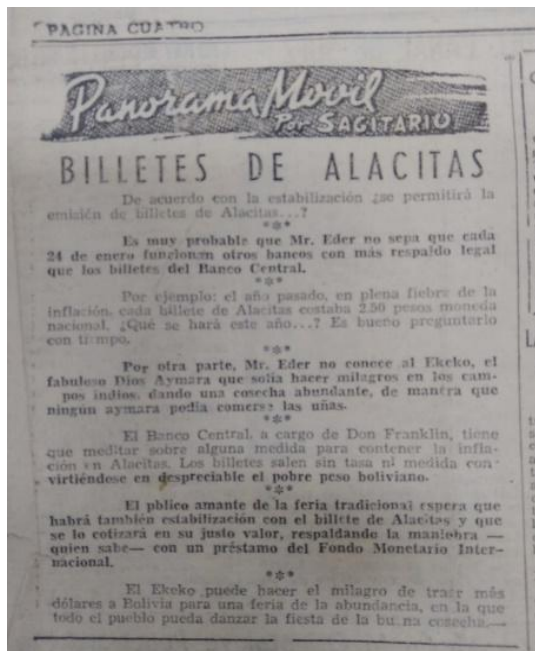 PAGINA CUATRO
Panorama Movil
Por SAGITARIO
BILLETES DE ALACITAS
De acuerdo con la estabilización ¿se permitirá la
emisión de billetes de Alacitas...?
***
Es muy probable que Mr. Eder no sepa que cada
24 de enero funcionan otros bancos con más respaldo legal
que los billetes del Banco Central.
***
Por ejemplo: el año pasado, en plena fiebre de la
inflación, cada billete de Alacitas costaba 2.50 pesos moneda
nacional. ¿Qué se hará este año...? Es bueno preguntarlo
con tiempo.
***
Por otra parte, Mr. Eder no conece al Ekeko, el
fabuloso Dios Aymara que solía hacer milagros en los cam-
pos indios, dando una cosecha abundante, de manera que
ningún aymara podia comerse las uñas.
***
El Banco Central, a cargo de Don Franklin, tiene
que meditar sobre alguna medida para contener la infla-
ción en Alacitas. Los billetes salen sin tasa ni medida con-
virtiéndose en despreciable el pobre peso boliviano.
***
El pblico amante de la feria tradicional espera que
habrá también estabilización con el billete de Alacitas y que
se lo cotizará en su justo valor, respaldando la maniobra —
quien sabe— con un préstamo del Fondo Monetario Inter-
nacional.
***
El Ekeko puede hacer el milagro de traer más
dólares a Bolivia para una feria de la abundancia, en la que
todo el pueblo pueda danzar la fiesta de la buena cosecha.—